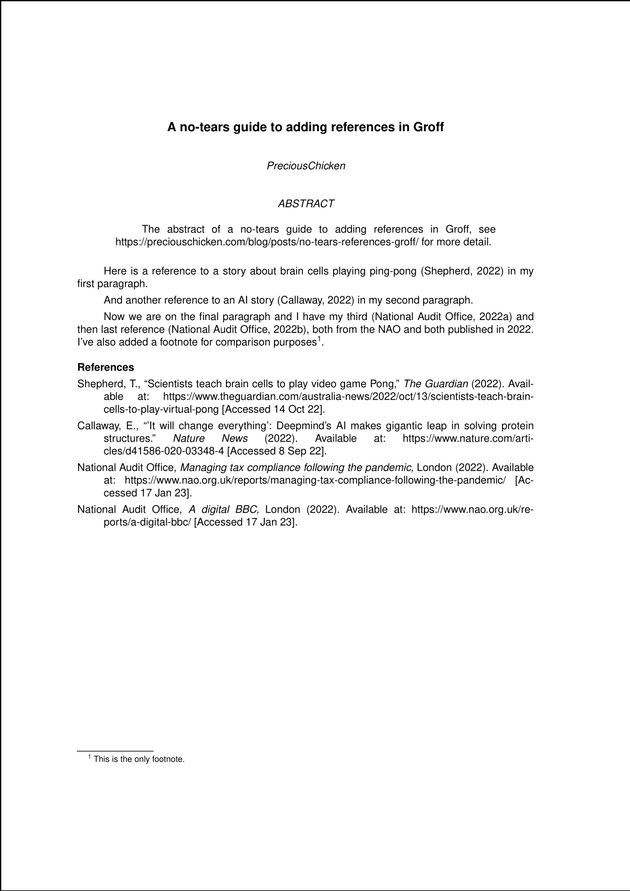 A no-tears guide to adding references in Groff
PreciousChicken
ABSTRACT
The abstract of a no-tears guide to adding references in Groff, see
https://preciouschicken.com/blog/posts/no-tears-references-groff/ for more detail.
Here is a reference to a story about brain cells playing ping-pong (Shepherd, 2022) in my
first paragraph.
And another reference to an AI story (Callaway, 2022) in my second paragraph.
Now we are on the final paragraph and I have my third (National Audit Office, 2022a) and
then last reference (National Audit Office, 2022b), both from the NAO and both published in 2022.
I've also added a footnote for comparison purposes1.
References
Shepherd, T., “Scientists teach brain cells to play video game Pong,” The Guardian (2022). Avail-
able at: https://www.theguardian.com/australia-news/2022/oct/13/scientists-teach-brain-
cells-to-play-virtual-pong [Accessed 14 Oct 22].
Callaway, E., “’It will change everything’: Deepmind’s AI makes gigantic leap in solving protein
structures.” Nature News (2022). Available at: https://www.nature.com/arti-
cles/d41586-020-03348-4 [Accessed 8 Sep 22].
National Audit Office, Managing tax compliance following the pandemic, London (2022). Available
at: https://www.nao.org.uk/reports/managing-tax-compliance-following-the-pandemic/ [Ac-
cessed 17 Jan 23].
National Audit Office, A digital BBC, London (2022). Available at: https://www.nao.org.uk/re-
ports/a-digital-bbc/ [Accessed 17 Jan 23].
1 This is the only footnote.